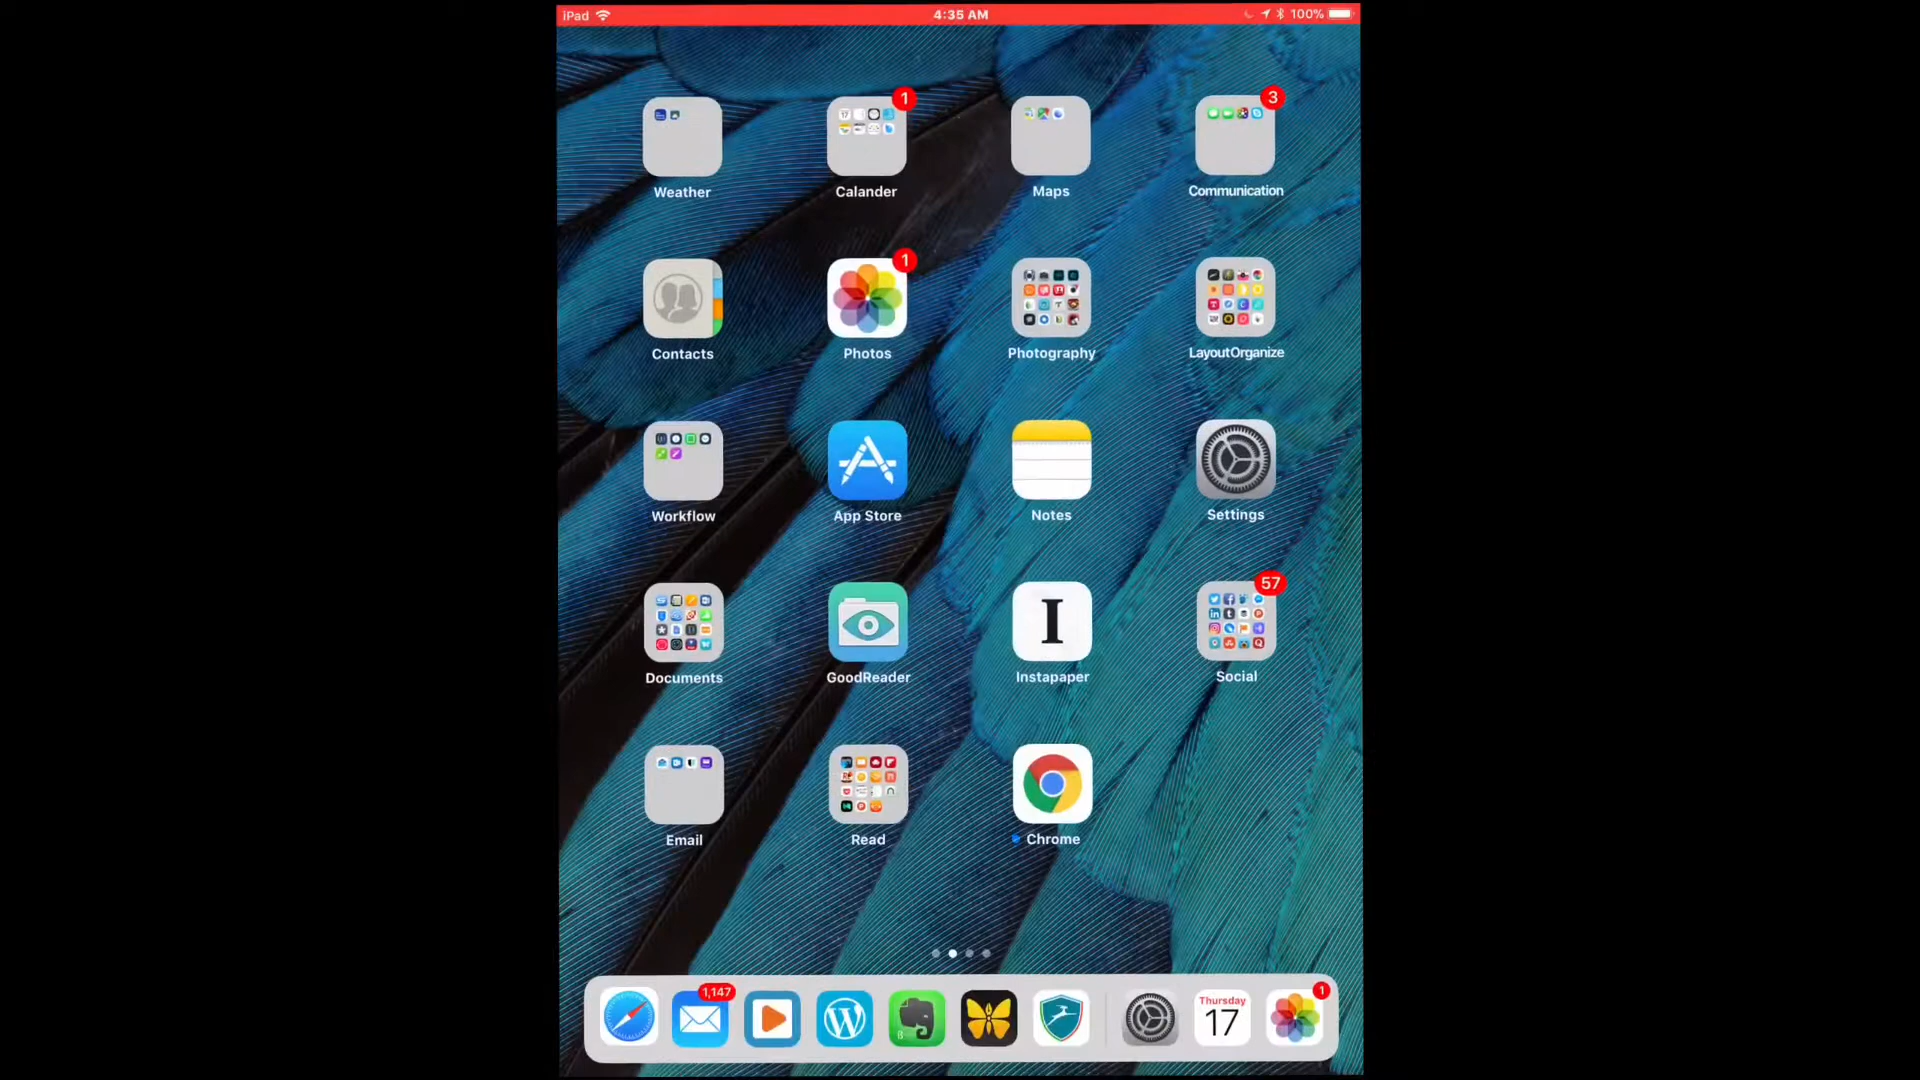 iPad 4:35 AM 100%
1 3
Weather Calander Maps Communication
1
Contacts Photos Photography LayoutOrganize
Workflow App Store Notes Settings
57
I
Documents GoodReader Instapaper Social
Email Read Chrome
1,147 Thursday 1
17